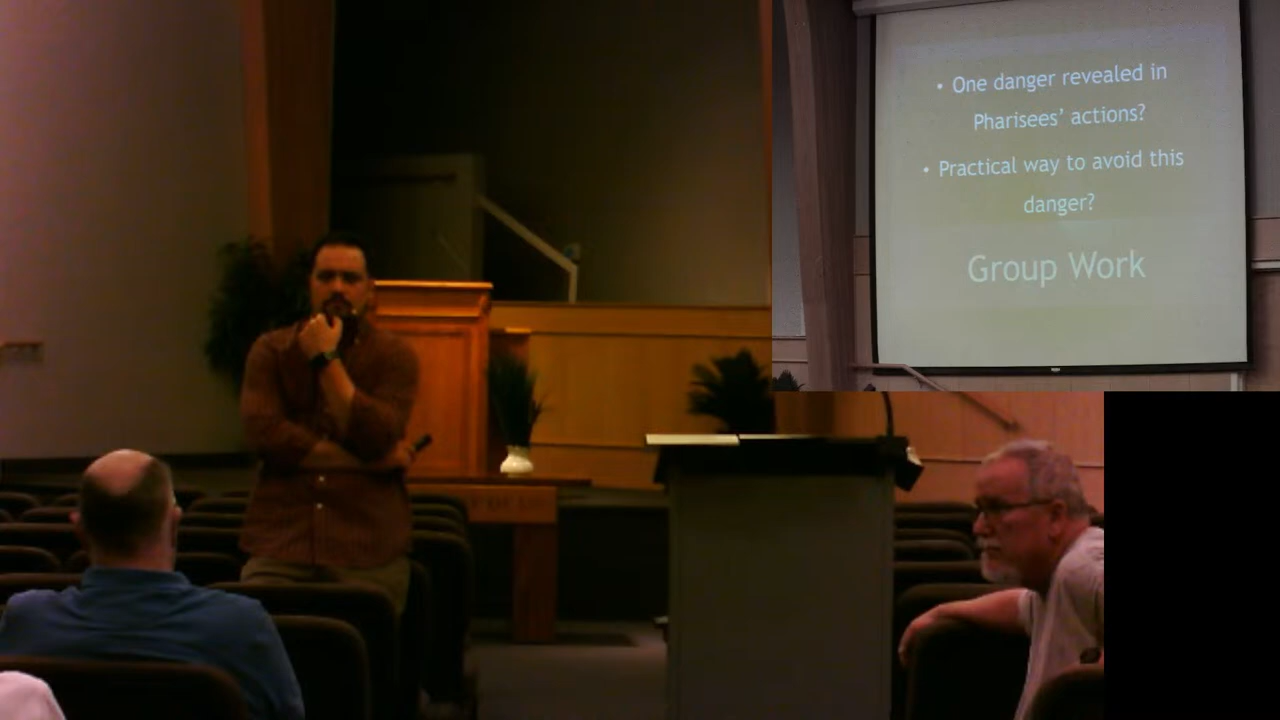 • One danger revealed in
Pharisees' actions?
• Practical way to avoid this
danger?
Group Work